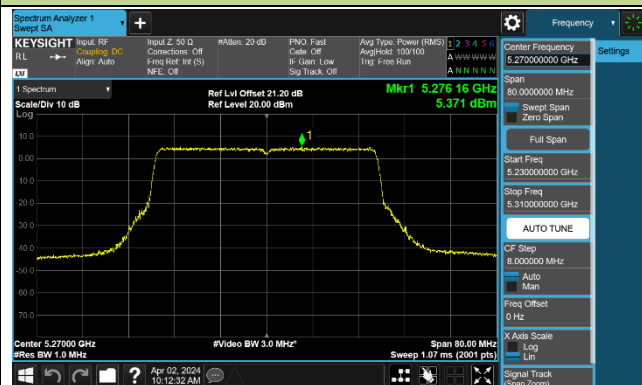 Spectrum Analyzer 1
Swept SA
+
Frequency
KEYSIGHT
Input: RF
Coupling: DC
Align: Auto
RL
LXI
Input Z: 50 Ω
Corrections: Off
Freq Ref: Int (S)
NFE: Off
#Atten: 20 dB
PNO: Fast
Gate: Off
IF Gain: Low
Sig Track: Off
Avg Type: Power (RMS)
Avg|Hold: 100/100
Trig: Free Run
1 2 3 4 5 6
A W W W W W
A N N N N N
1 Spectrum
Scale/Div 10 dB
Log
Ref Lvl Offset 21.20 dB
Ref Level 20.00 dBm
Mkr1 5.276 16 GHz
5.371 dBm
1
10.0
0.00
-10.0
-20.0
-30.0
-40.0
-50.0
-60.0
-70.0
Center 5.27000 GHz
#Res BW 1.0 MHz
#Video BW 3.0 MHz*
Span 80.00 MHz
Sweep 1.07 ms (2001 pts)
Apr 02, 2024
10:12:32 AM
Center Frequency
5.270000000 GHz
Settings
Span
80.0000000 MHz
Swept Span
Zero Span
Full Span
Start Freq
5.230000000 GHz
Stop Freq
5.310000000 GHz
AUTO TUNE
CF Step
8.000000 MHz
Auto
Man
Freq Offset
0 Hz
X Axis Scale
Log
Lin
Signal Track
(Span Zoom)